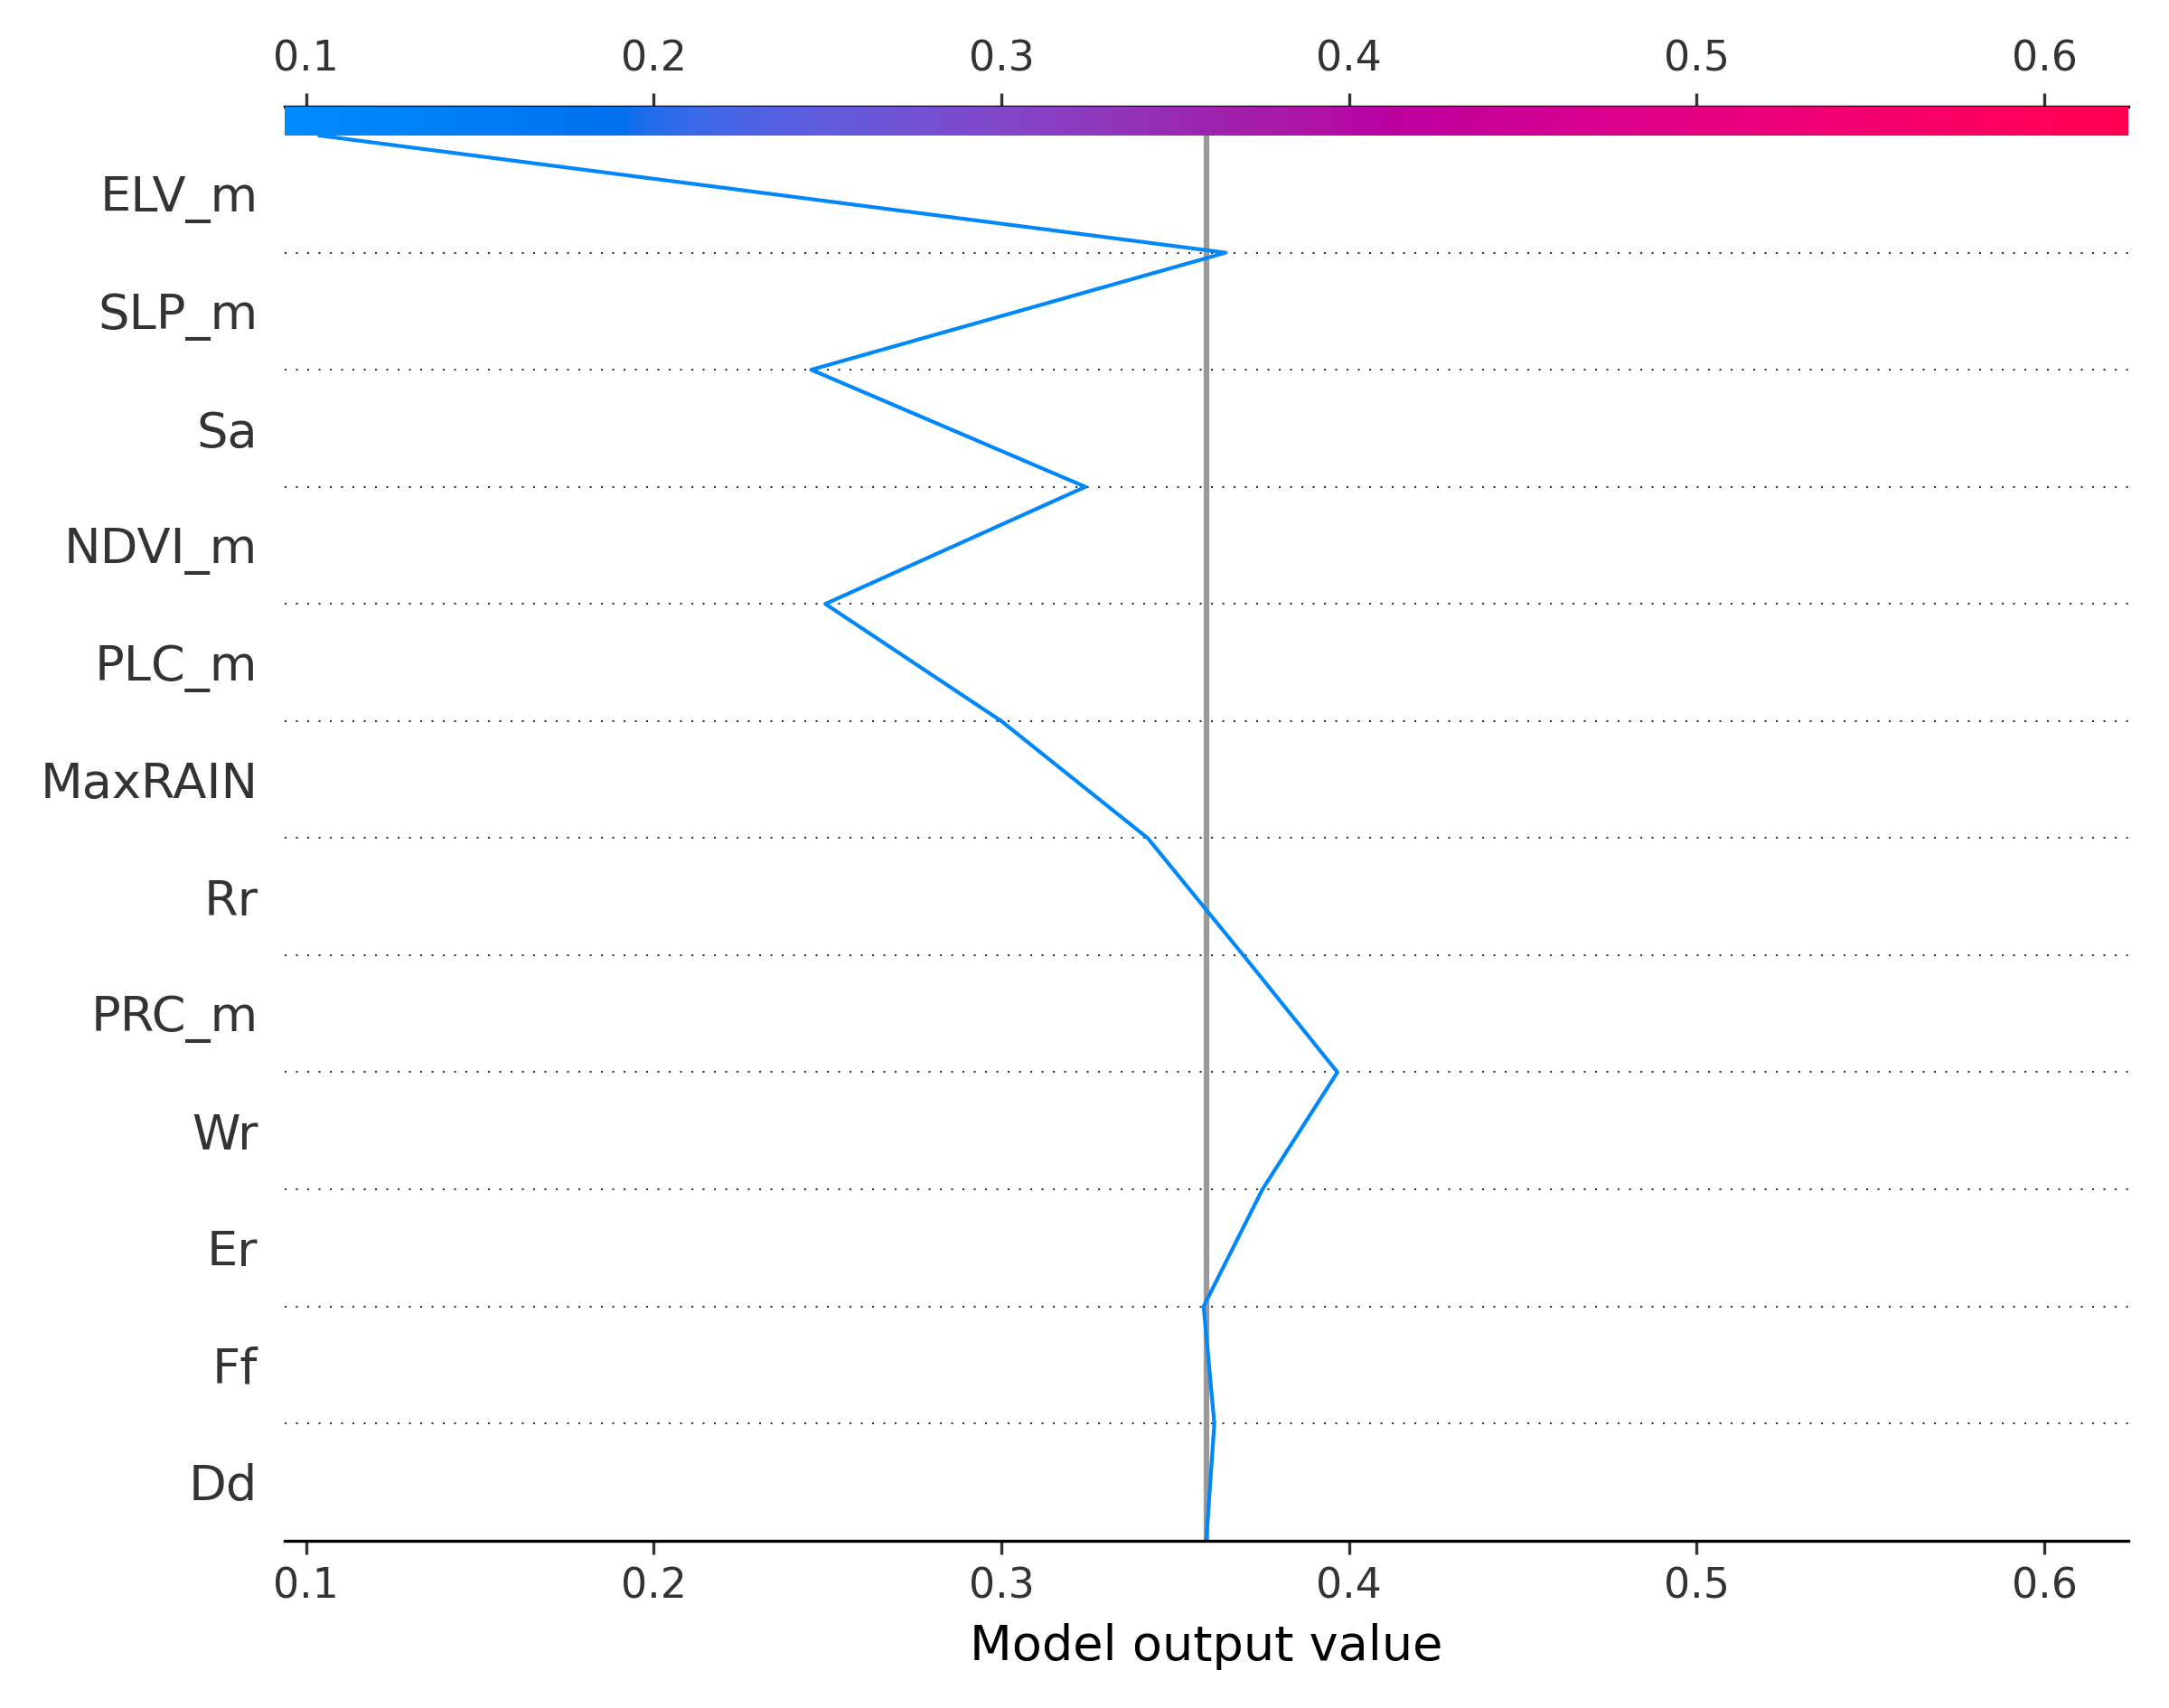 0.1 0.2 0.3 0.4 0.5 0.6
ELV_m
SLP_m
Sa
NDVI_m
PLC_m
MaxRAIN
Rr
PRC_m
Wr
Er
Ff
Dd
0.1 0.2 0.3 0.4 0.5 0.6
Model output value